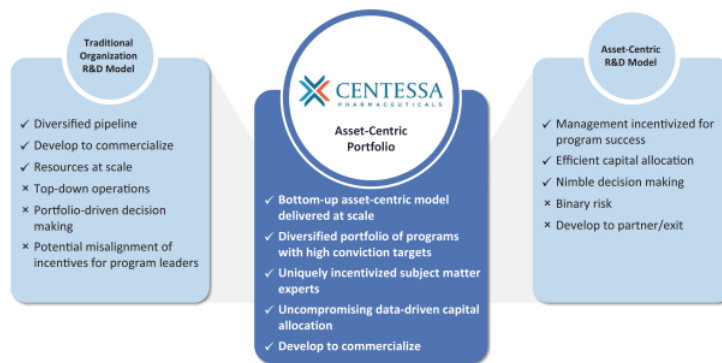 Traditional
Organization
R&D Model
✓ Diversified pipeline
✓ Develop to commercialize
✓ Resources at scale
× Top-down operations
× Portfolio-driven decision
making
× Potential misalignment of
incentives for program leaders
CENTESSA
PHARMACEUTICALS
Asset-Centric
Portfolio
✓ Bottom-up asset-centric model
delivered at scale
✓ Diversified portfolio of programs
with high conviction targets
✓ Uniquely incentivized subject matter
experts
✓ Uncompromising data-driven capital
allocation
✓ Develop to commercialize
Asset-Centric
R&D Model
✓ Management incentivized for
program success
✓ Efficient capital allocation
✓ Nimble decision making
× Binary risk
× Develop to partner/exit